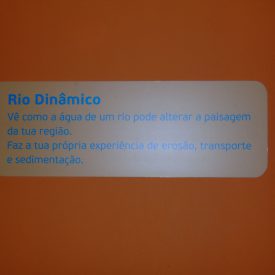 Rio Dinâmico
Vê como a água de um rio pode alterar a paisagem
da tua região.
Faz a tua própria experiência de erosão, transporte
e sedimentação.